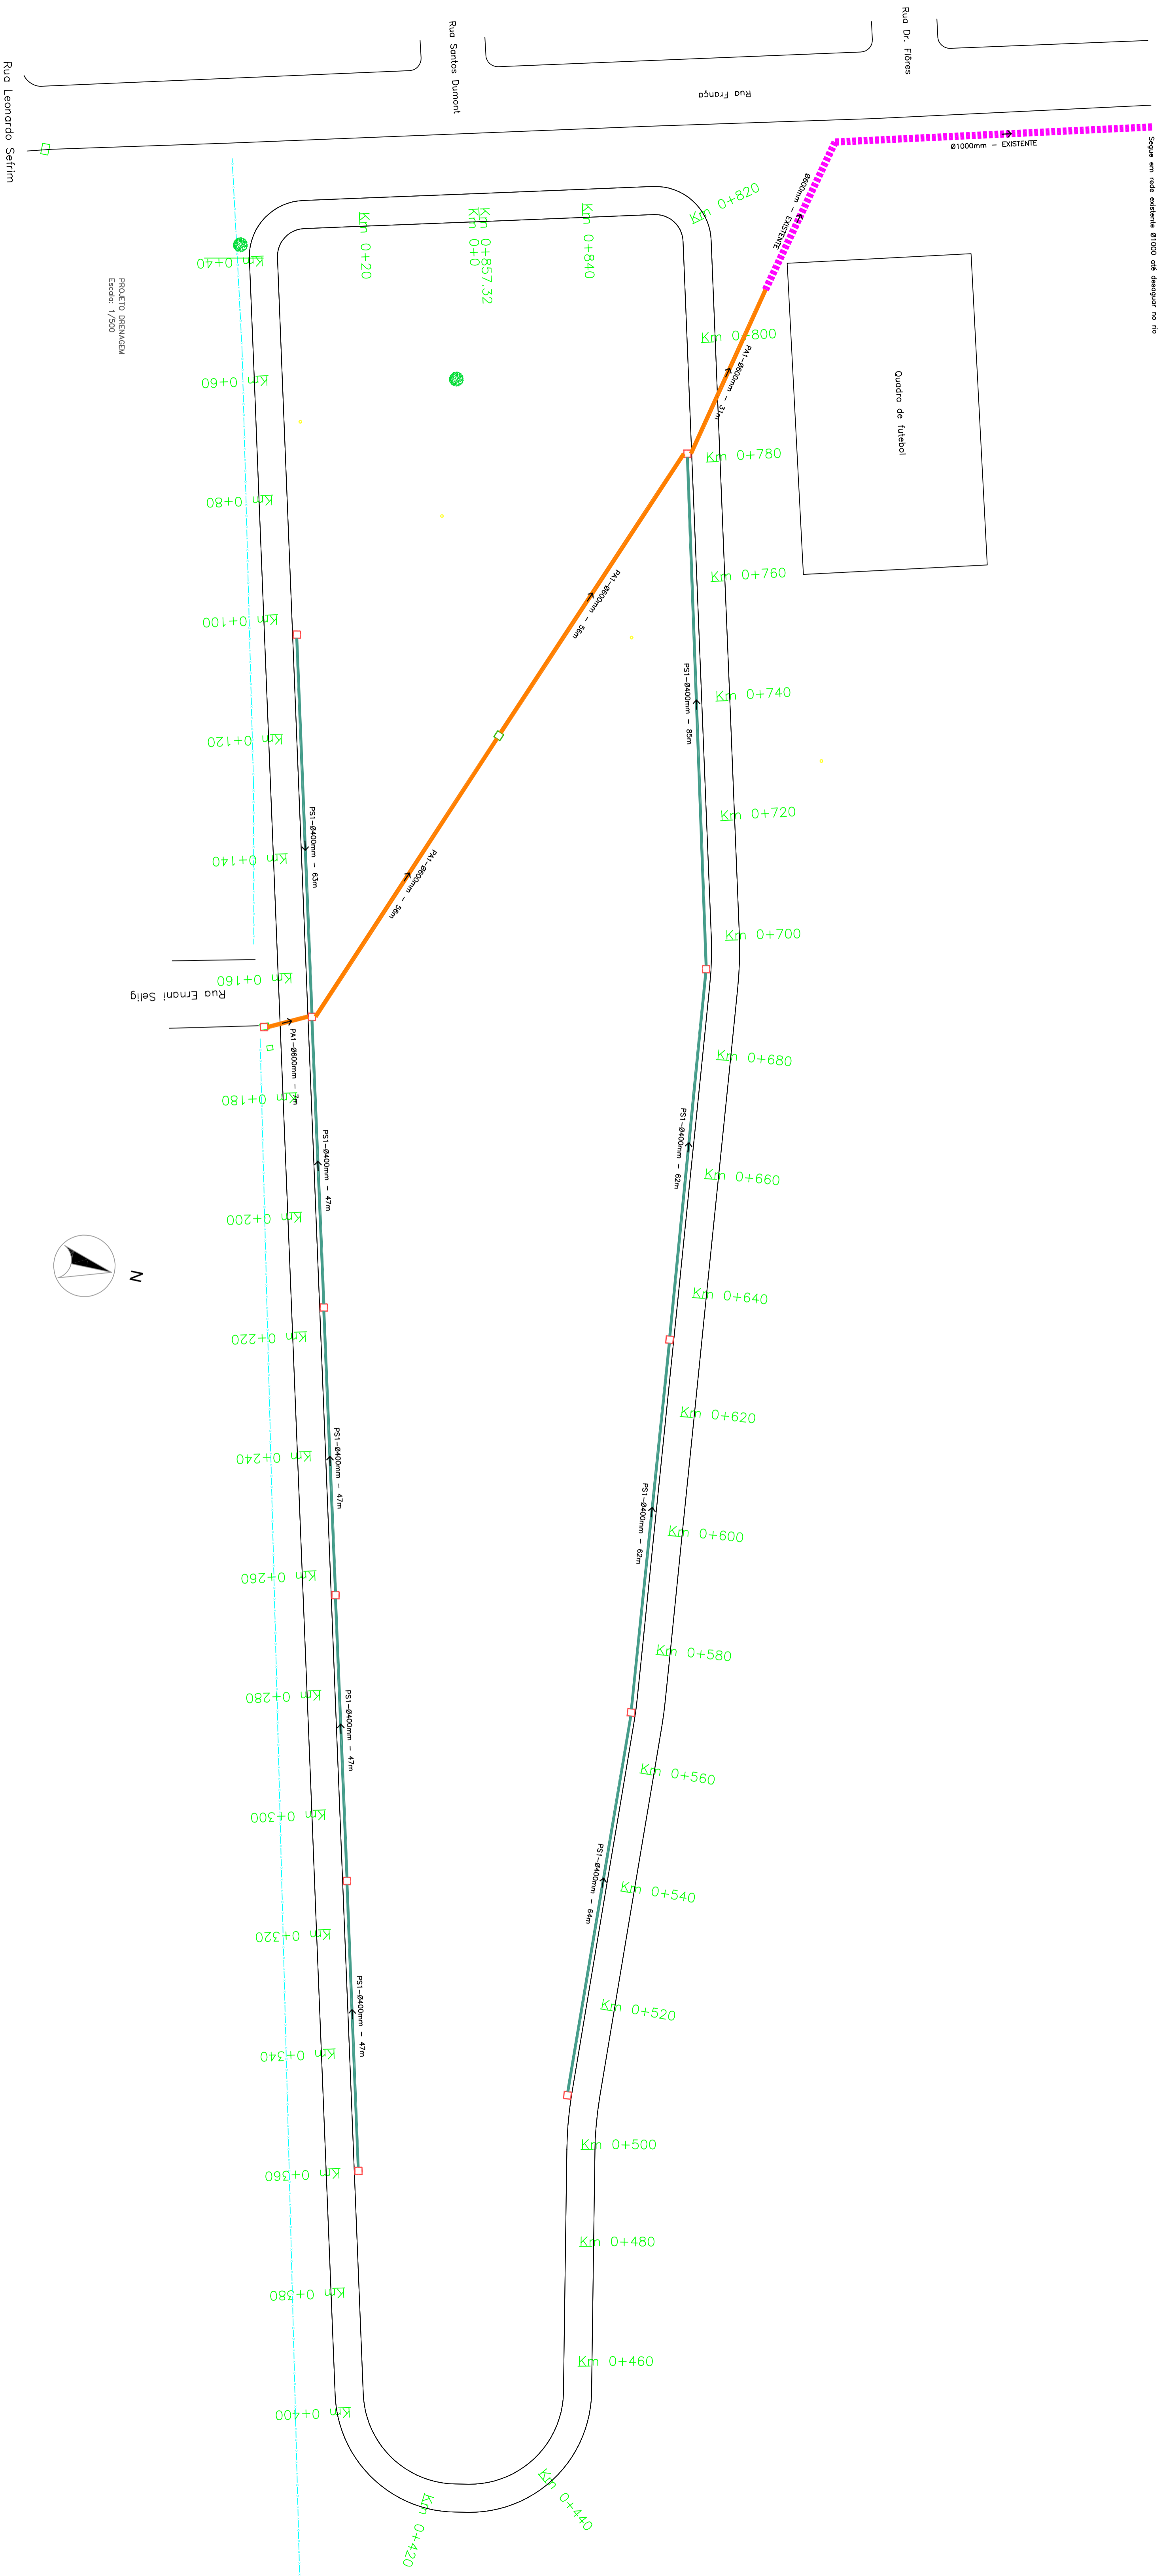 Rua Leonardo Sefrim
Rua Santos Dumont
Rua Dr. Flôres
Rua França
Ø1000mm - EXISTENTE
Segue em rede existente Ø1000 até desaguar no rio
Ø600mm - EXISTENTE
Km 0+820
Km 0+20
Km 0+0
Km 0+857.32
Km 0+840
Km 0+40
PROJETO DRENAGEM
Escala: 1/500
Km 0+800
PA1-Ø600mm - 31m
Quadra de futebol
Km 0+60
Km 0+780
Km 0+80
Km 0+760
PA1-Ø600mm - 56m
Km 0+100
PS1-Ø400mm - 85m
Km 0+740
Km 0+120
Km 0+720
PS1-Ø400mm - 63m
Km 0+140
PA1-Ø600mm - 56m
Km 0+700
Km 0+160
Rua Ernani Selig
PA1-Ø600mm - 7m
Km 0+180
Km 0+680
PS1-Ø400mm - 47m
PS1-Ø400mm - 62m
Km 0+660
Km 0+200
N
Km 0+640
Km 0+220
Km 0+620
PS1-Ø400mm - 47m
Km 0+240
PS1-Ø400mm - 62m
Km 0+600
Km 0+260
Km 0+580
Km 0+280
PS1-Ø400mm - 47m
Km 0+560
Km 0+300
PS1-Ø400mm - 64m
Km 0+540
Km 0+320
Km 0+520
PS1-Ø400mm - 47m
Km 0+340
Km 0+500
Km 0+360
Km 0+480
Km 0+380
Km 0+460
Km 0+400
Km 0+440
Km 0+420